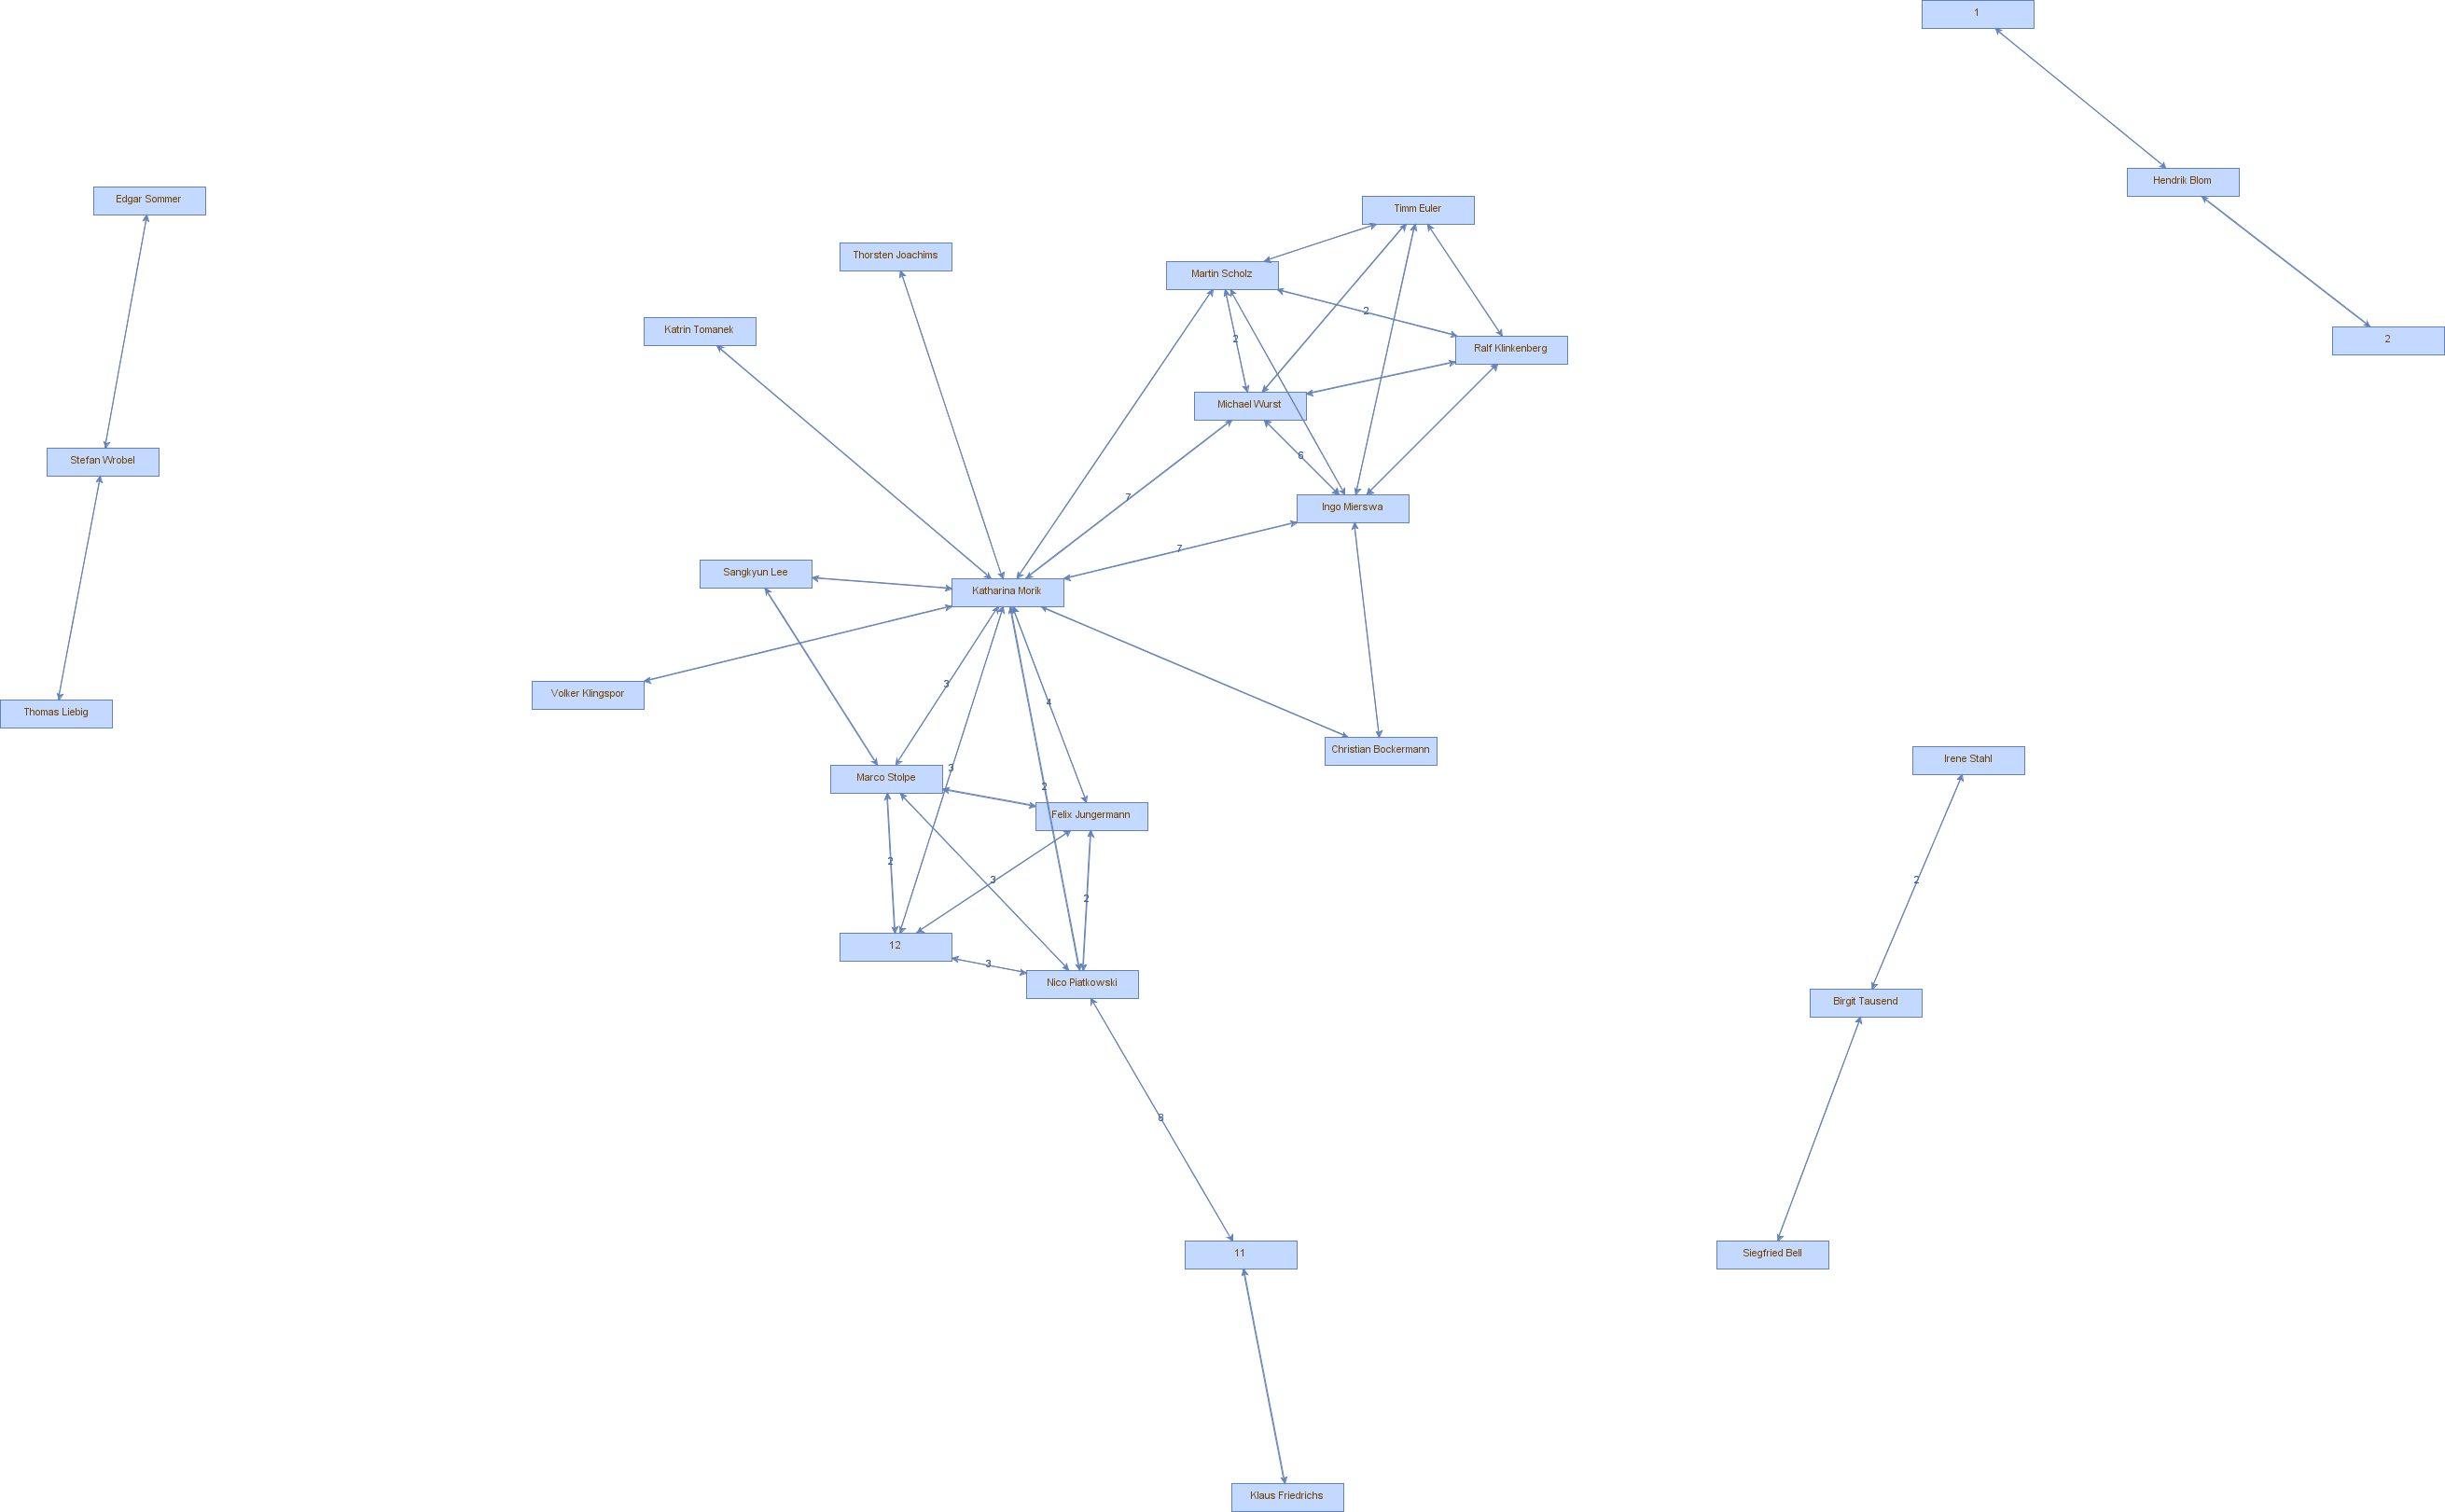 1
Hendrik Blom
Edgar Sommer
Timm Euler
Thorsten Joachims
Martin Scholz
2
Katrin Tomanek
2
2
Ralf Klinkenberg
Michael Wurst
6
Stefan Wrobel
7
Ingo Mierswa
7
Sangkyun Lee
Katharina Morik
3
Volker Klingspor
4
Thomas Liebig
Christian Bockermann
Irene Stahl
3
Marco Stolpe
2
Felix Jungermann
2
3
2
2
12
3
Nico Piatkowski
Birgit Tausend
8
11
Siegfried Bell
Klaus Friedrichs